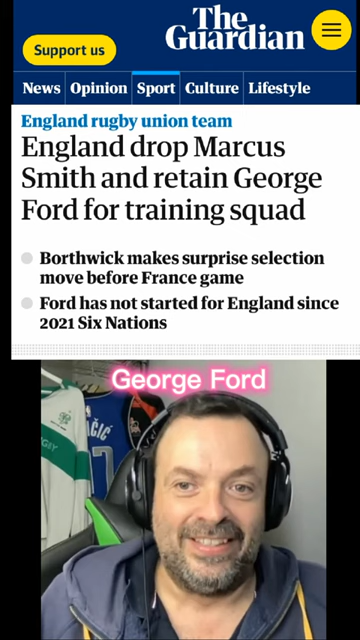 The
Guardian
Support us
News Opinion Sport Culture Lifestyle
England rugby union team
England drop Marcus
Smith and retain George
Ford for training squad
Borthwick makes surprise selection
move before France game
Ford has not started for England since
2021 Six Nations
George Ford